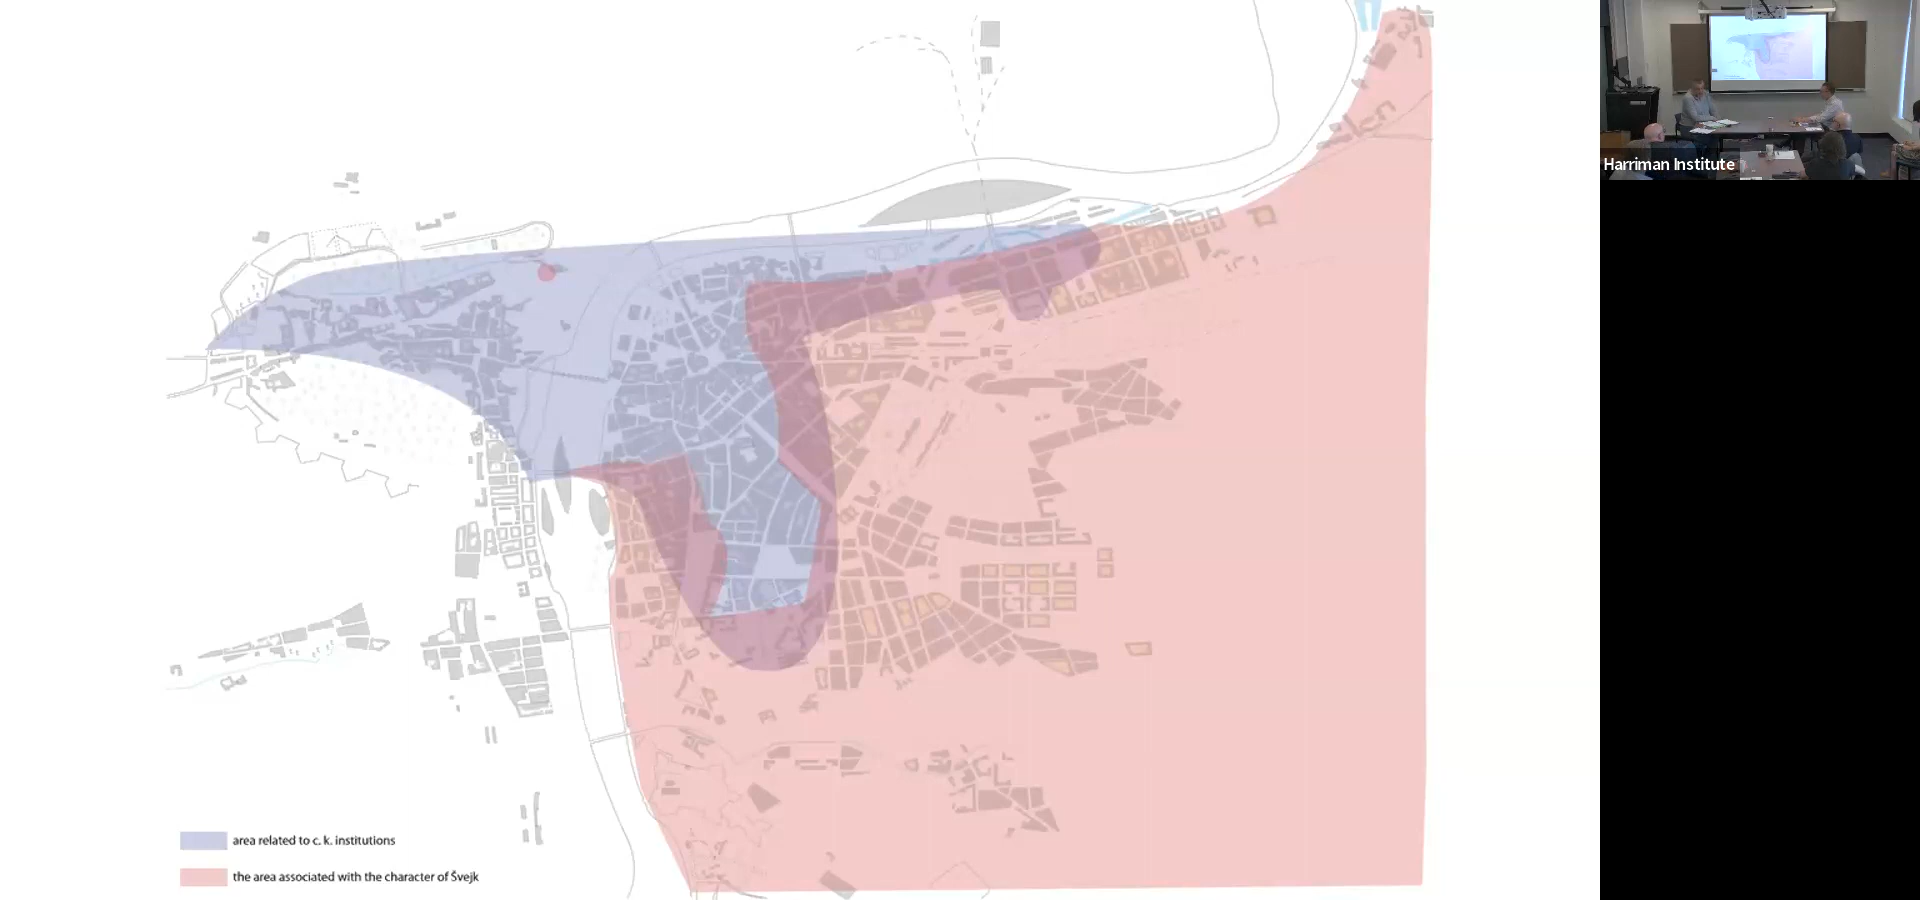 Harriman Institute
area related to c. k. institutions
the area associated with the character of Švejk